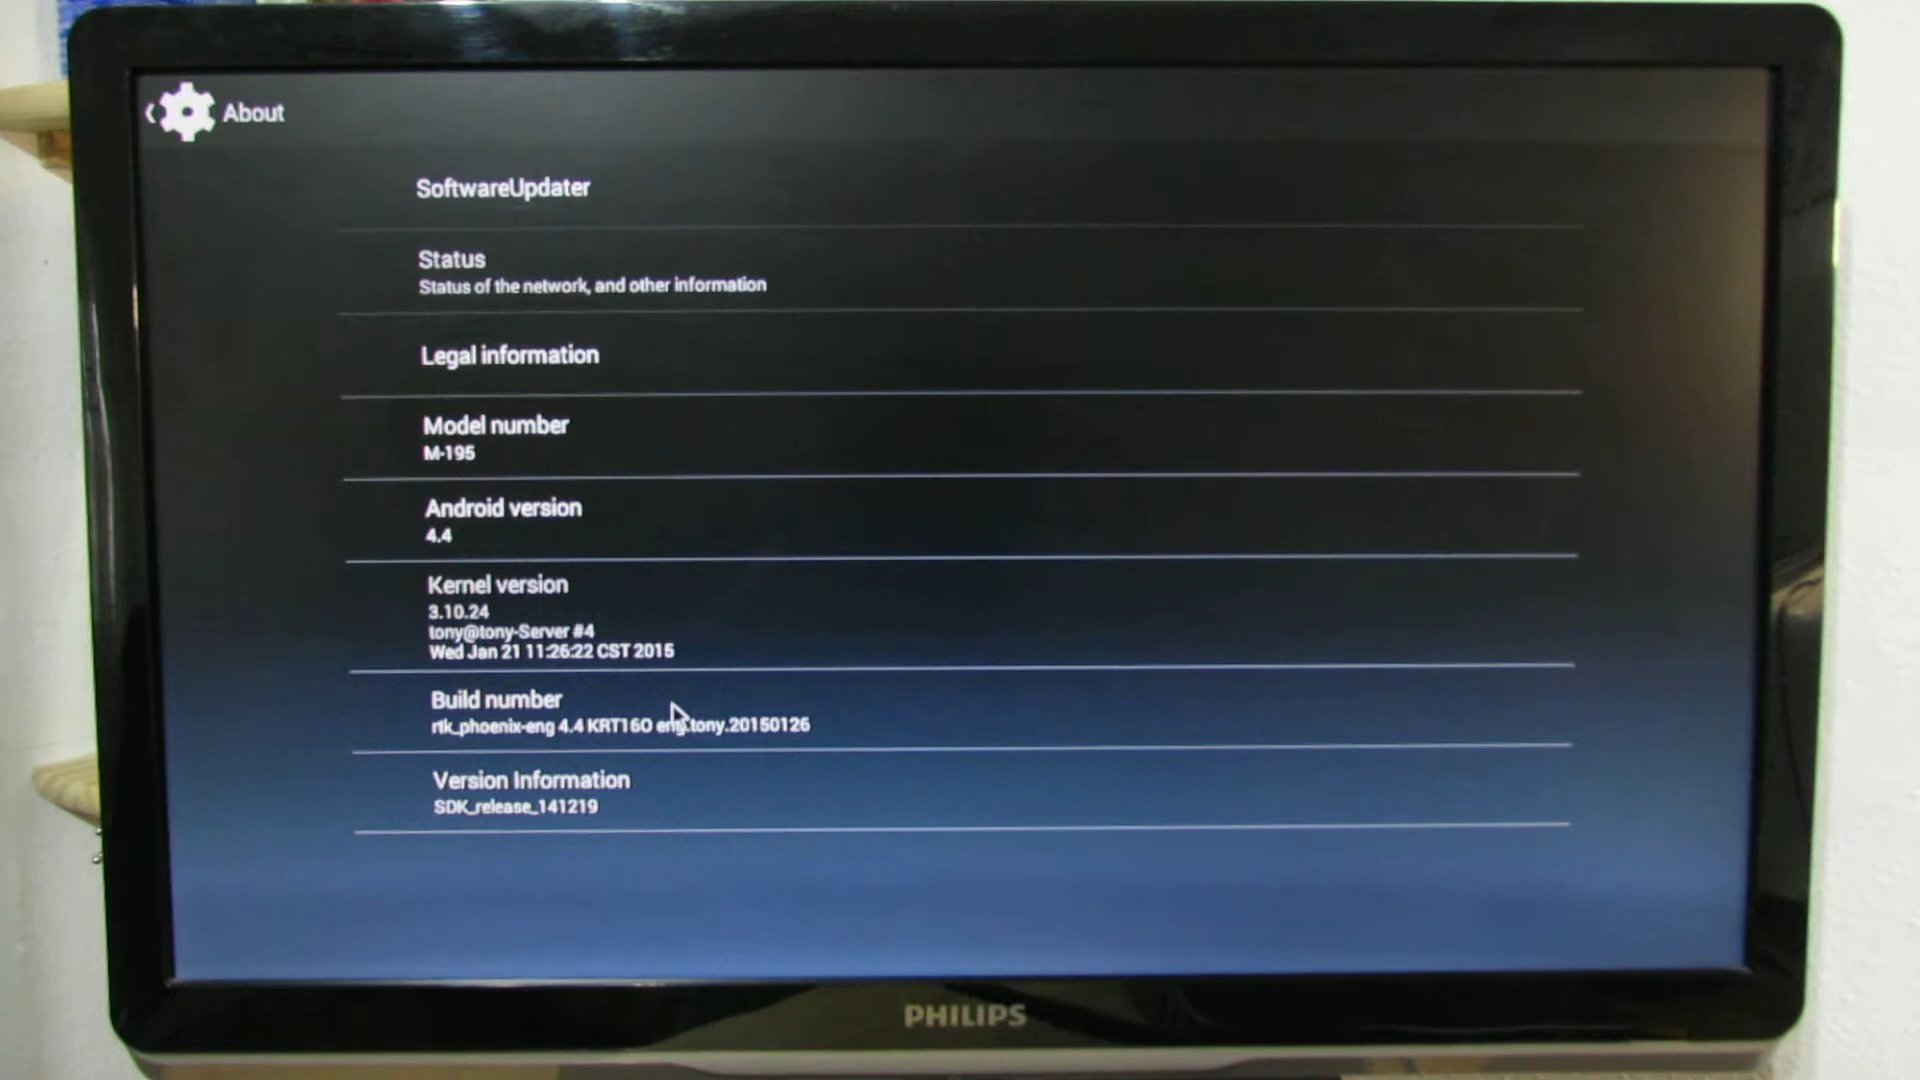 About
SoftwareUpdater
Status
Status of the network, and other information
Legal information
Model number
M-195
Android version
4.4
Kernel version
3.10.24
tony@tony-Server #4
Wed Jan 21 11:26:22 CST 2015
Build number
rtk_phoenix-eng 4.4 KRT16O eng.tony.20150126
Version Information
SDK_release_141219
PHILIPS